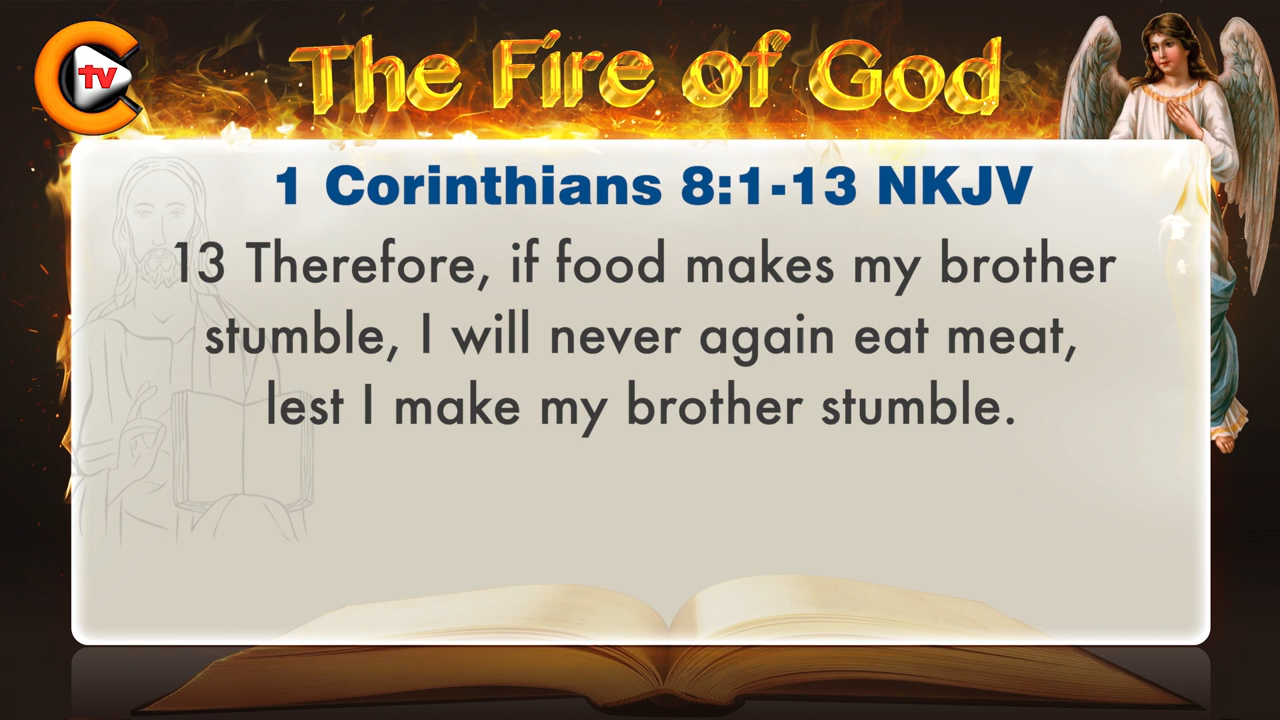 tv
The Fire of God
1 Corinthians 8:1-13 NKJV
13 Therefore, if food makes my brother
stumble, I will never again eat meat,
lest I make my brother stumble.